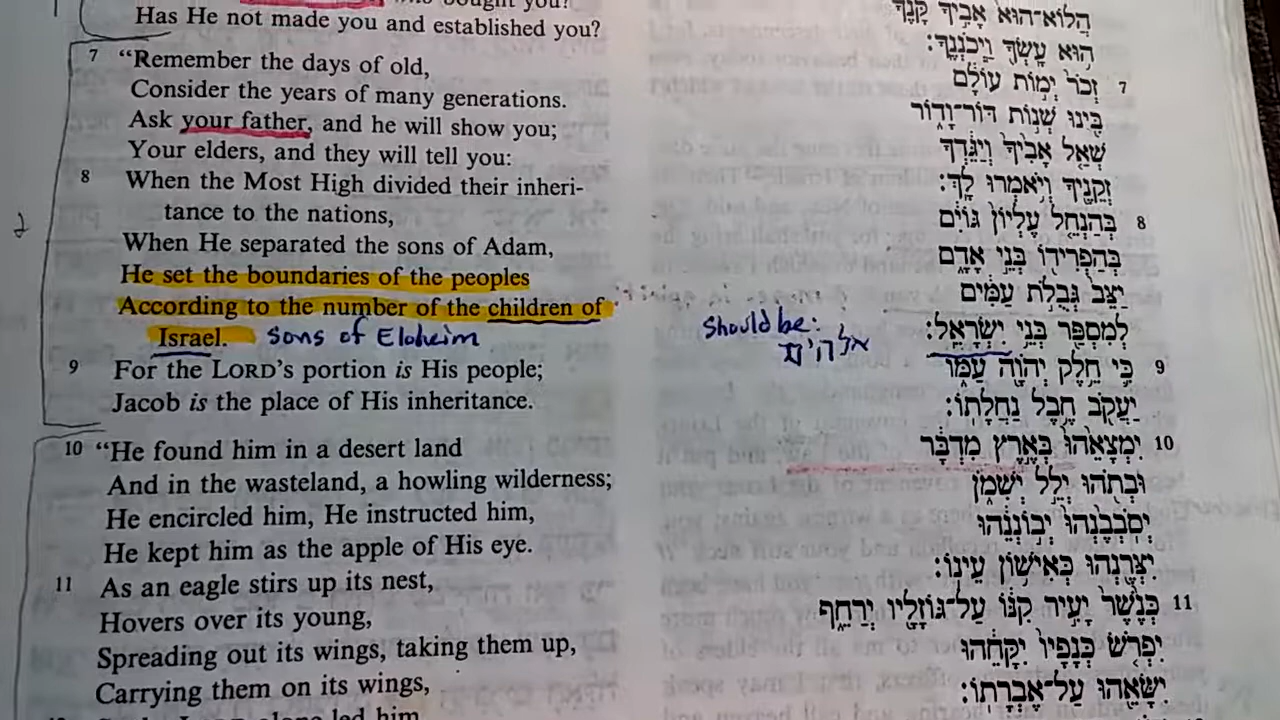 bought you?
Has He not made you and established you?
7 “Remember the days of old,
Consider the years of many generations.
Ask your father, and he will show you;
Your elders, and they will tell you:
8 When the Most High divided their inheri-
tance to the nations,
When He separated the sons of Adam,
He set the boundaries of the peoples
According to the number of the children of
Israel. Sons of Eloheim
9 For the LORD’s portion is His people;
Jacob is the place of His inheritance.
10 “He found him in a desert land
And in the wasteland, a howling wilderness;
He encircled him, He instructed him,
He kept him as the apple of His eye.
11 As an eagle stirs up its nest,
Hovers over its young,
Spreading out its wings, taking them up,
Carrying them on its wings,
2
Should be:
אלהים
הֲלוֹא־הוּא אָבִיךָ קָּנֶךָ
הוּא עָשְׂךָ וַיְכֹנְנֶךָ׃
7 זְכֹר יְמוֹת עוֹלָם
בִּינוּ שְׁנוֹת דּוֹר־וָדוֹר
שְׁאַל אָבִיךָ וְיַגֵּדְךָ
זְקֵנֶיךָ וְיֹאמְרוּ לָךְ׃
8 בְּהַנְחֵל עֶלְיוֹן גּוֹיִם
בְּהַפְרִידוֹ בְּנֵי אָדָם
יַצֵּב גְּבֻלֹת עַמִּים
לְמִסְפַּר בְּנֵי יִשְׂרָאֵל׃
9 כִּי חֵלֶק יְהֹוָה עַמּוֹ
יַעֲקֹב חֶבֶל נַחֲלָתוֹ׃
10 יִמְצָאֵהוּ בְּאֶרֶץ מִדְבָּר
וּבְתֹהוּ יְלֵל יְשִׁמֹן
יְסֹבְבֶנְהוּ יְבוֹנְנֵהוּ
יִצְּרֶנְהוּ כְּאִישׁוֹן עֵינוֹ׃
11 כְּנֶשֶׁר יָעִיר קִנּוֹ עַל־גּוֹזָלָיו יְרַחֵף
יִפְרֹשׂ כְּנָפָיו יִקָּחֵהוּ
יִשָּׂאֵהוּ עַל־אֶבְרָתוֹ׃